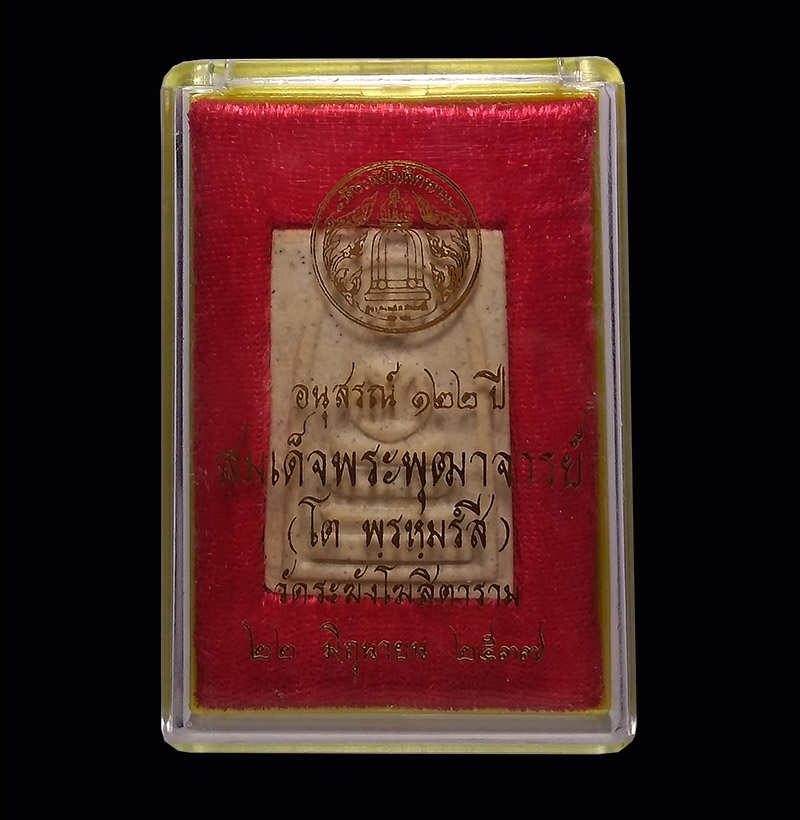 อนุสรณ์ ๑๒๒ ปี
สมเด็จพระพุฒาจารย์
(โต พฺรหฺมรํสี)
วัดระฆังโฆสิตาราม
๒๒ มิถุนายน ๒๕๓๗